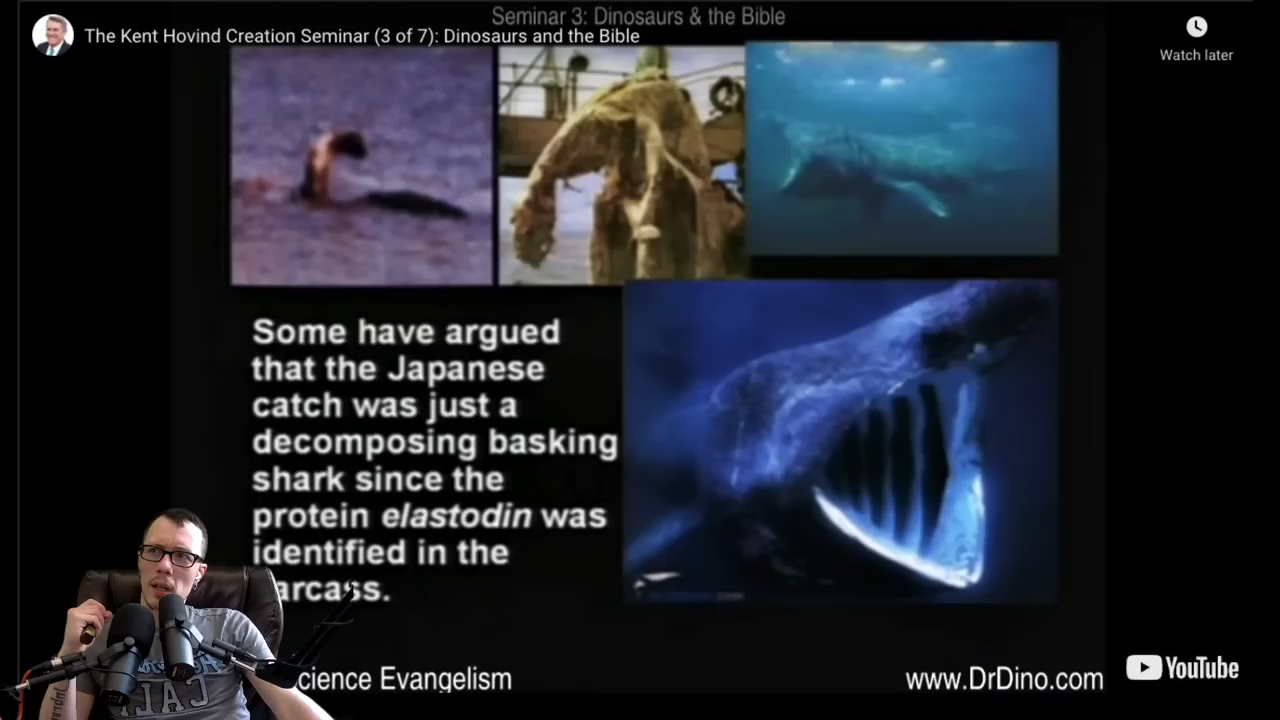 Seminar 3: Dinosaurs & the Bible
The Kent Hovind Creation Seminar (3 of 7): Dinosaurs and the Bible
Watch later
Some have argued
that the Japanese
catch was just a
decomposing basking
shark since the
protein elastodin was
identified in the
arcass.
cience Evangelism
www.DrDino.com
YouTube